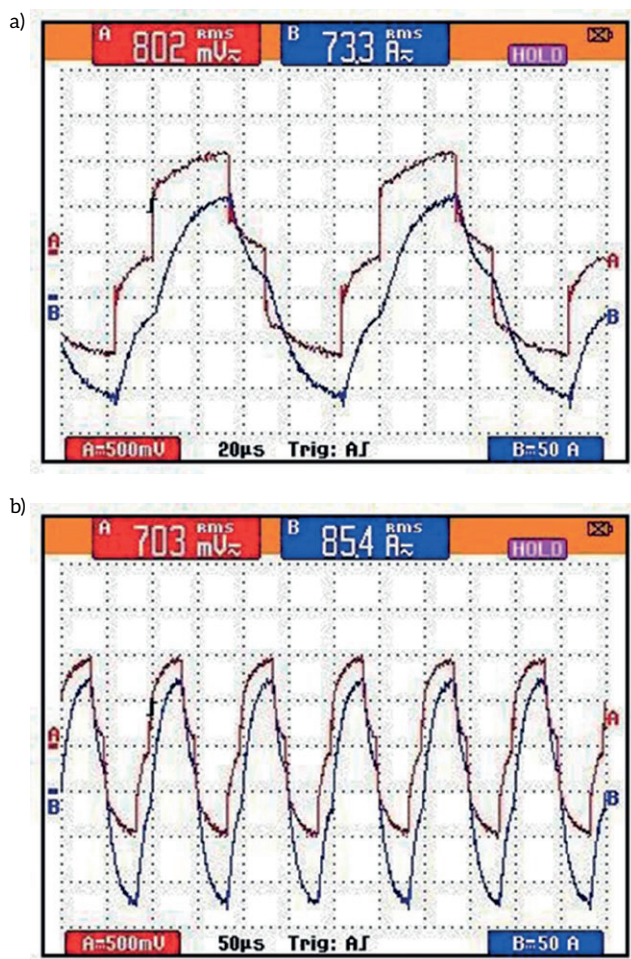 a)
A 802 rms mV≂ B 73.3 rms A≂
HOLD
A
A
B
B
A=500mV 20µs Trig: A⌠ B=50 A
b)
A 703 rms mV≂ B 85.4 rms A≂
HOLD
A
A
B
B
A=500mV 50µs Trig: A⌠ B=50 A